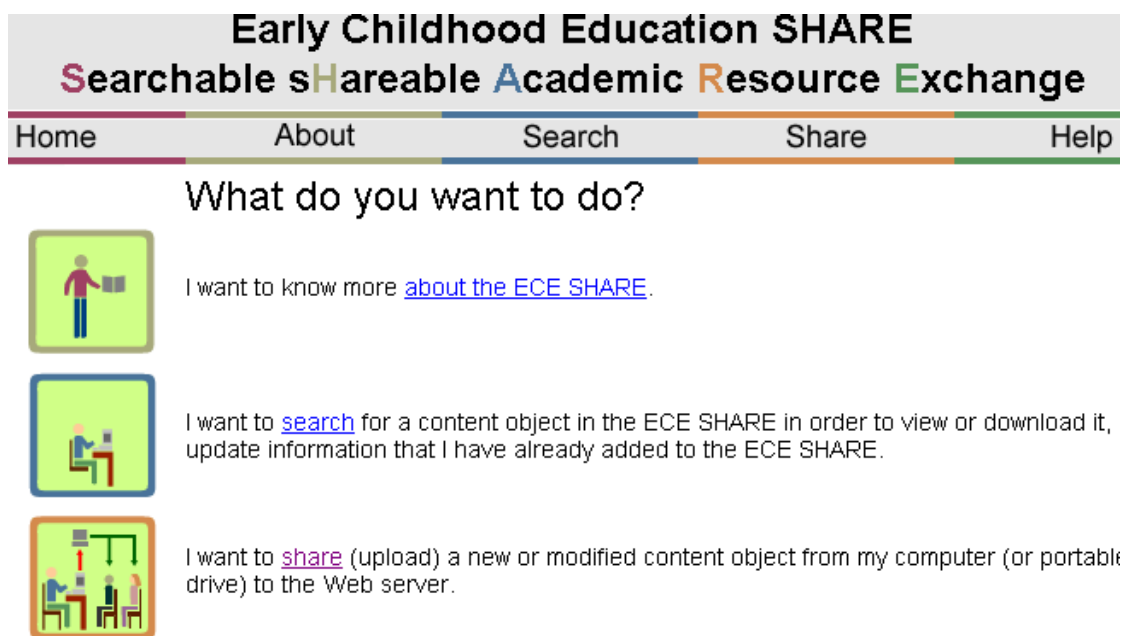 Early Childhood Education SHARE
Searchable sHareable Academic Resource Exchange
Home About Search Share Help
What do you want to do?
I want to know more about the ECE SHARE.
I want to search for a content object in the ECE SHARE in order to view or download it,
update information that I have already added to the ECE SHARE.
I want to share (upload) a new or modified content object from my computer (or portable
drive) to the Web server.